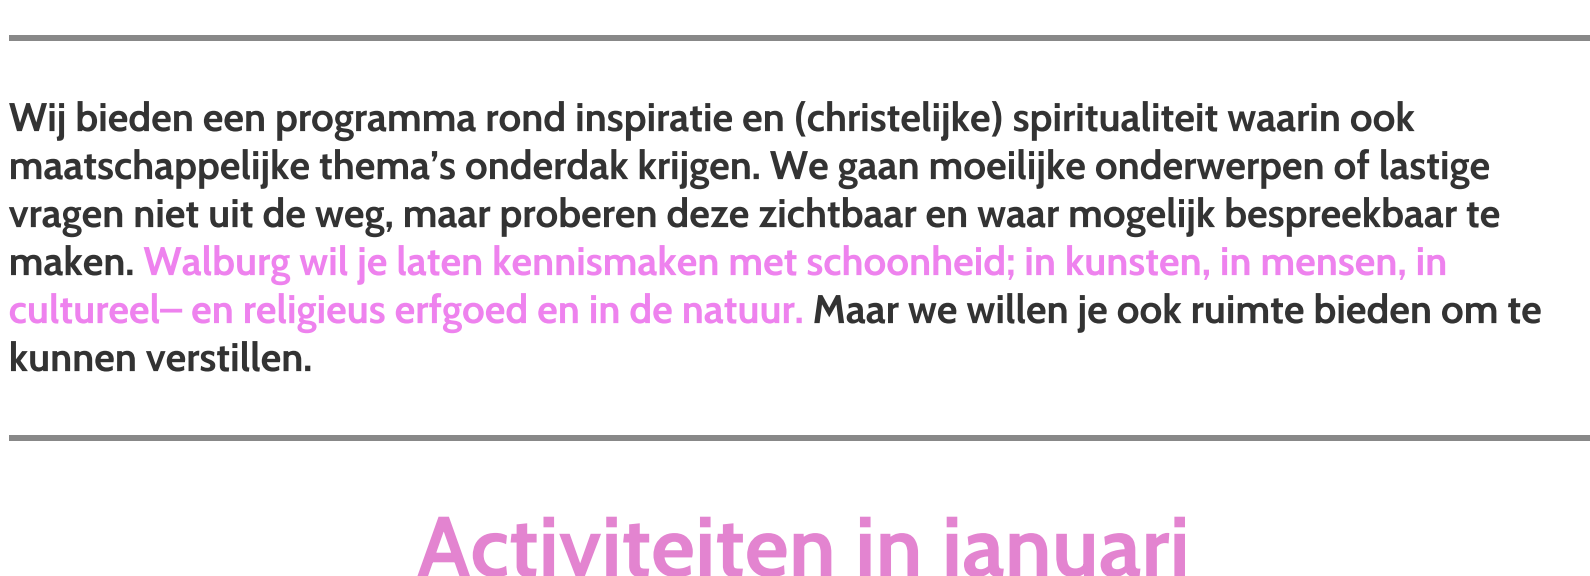 Wij bieden een programma rond inspiratie en (christelijke) spiritualiteit waarin ook
maatschappelijke thema’s onderdak krijgen. We gaan moeilijke onderwerpen of lastige
vragen niet uit de weg, maar proberen deze zichtbaar en waar mogelijk bespreekbaar te
maken. Walburg wil je laten kennismaken met schoonheid; in kunsten, in mensen, in
cultureel– en religieus erfgoed en in de natuur. Maar we willen je ook ruimte bieden om te
kunnen verstillen.
Activiteiten in januari